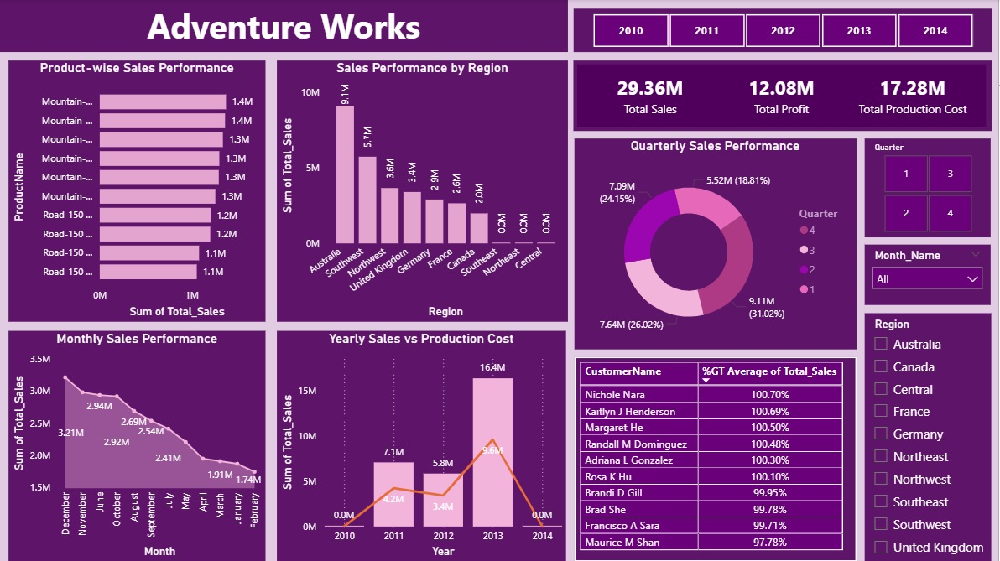 Adventure Works
2010 2011 2012 2013 2014
29.36M 12.08M 17.28M
Total Sales Total Profit Total Production Cost
Product-wise Sales Performance
ProductName
Mountain-... 1.4M
Mountain-... 1.4M
Mountain-... 1.3M
Mountain-... 1.3M
Mountain-... 1.3M
Mountain-... 1.3M
Road-150 ... 1.2M
Road-150 ... 1.2M
Road-150 ... 1.1M
Road-150 ... 1.1M
0M 1M
Sum of Total_Sales
Sales Performance by Region
Sum of Total_Sales
10M
5M
0M
9.1M 5.7M 3.6M 3.4M 2.9M 2.6M 2.0M 0.0M 0.0M 0.0M
Australia Southwest Northwest United Kingdom Germany France Canada Southeast Northeast Central
Region
Quarterly Sales Performance
5.52M (18.81%)
7.09M
(24.15%)
9.11M
(31.02%)
7.64M (26.02%)
Quarter
4
3
2
1
Quarter
1 3
2 4
Month_Name
All
Region
Australia
Canada
Central
France
Germany
Northeast
Northwest
Southeast
Southwest
United Kingdom
Monthly Sales Performance
Sum of Total_Sales
3.5M
3.0M
2.5M
2.0M
1.5M
3.21M 2.94M 2.92M 2.69M 2.54M 2.41M 1.91M 1.74M
December November June October August September July May April March January February
Month
Yearly Sales vs Production Cost
Sum of Total_Sales
15M
10M
5M
0M
0.0M 7.1M 5.8M 16.4M 0.0M
4.2M 3.4M 9.6M
2010 2011 2012 2013 2014
Year
CustomerName %GT Average of Total_Sales
Nichole Nara 100.70%
Kaitlyn J Henderson 100.69%
Margaret He 100.50%
Randall M Dominguez 100.48%
Adriana L Gonzalez 100.30%
Rosa K Hu 100.10%
Brandi D Gill 99.95%
Brad She 99.78%
Francisco A Sara 99.71%
Maurice M Shan 97.78%